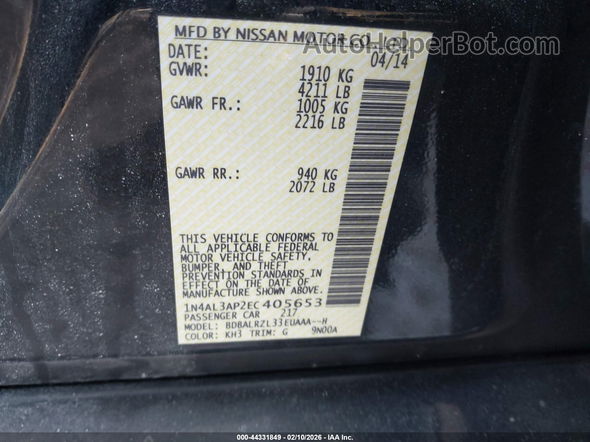 MFD BY NISSAN MOTOR CO., LTD.
AutoHelperBot.com
DATE: 04/14
GVWR: 1910 KG
4211 LB
GAWR FR.: 1005 KG
2216 LB
GAWR RR.: 940 KG
2072 LB
THIS VEHICLE CONFORMS TO
ALL APPLICABLE FEDERAL
MOTOR VEHICLE SAFETY,
BUMPER, AND THEFT
PREVENTION STANDARDS IN
EFFECT ON THE DATE OF
MANUFACTURE SHOWN ABOVE.
1N4AL3AP2EC405653
PASSENGER CAR 217
MODEL: BDBALRZL33EUAAA--H
COLOR: KH3 TRIM: G 9N00A
000-44331849 - 02/10/2026 - IAA Inc.